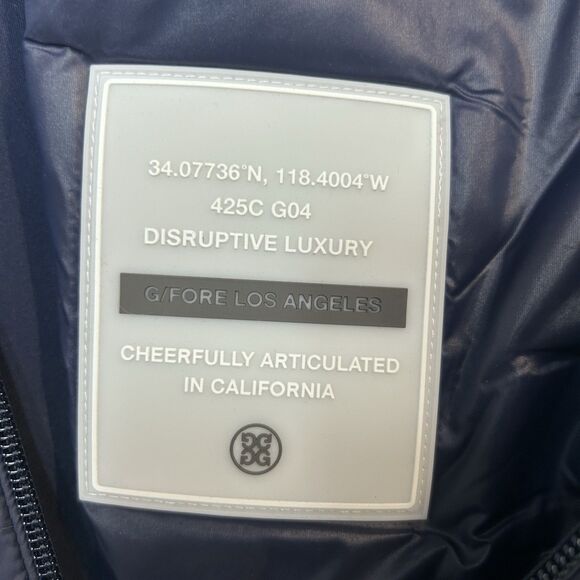 34.07736°N, 118.4004°W
425C G04
DISRUPTIVE LUXURY
G/FORE LOS ANGELES
CHEERFULLY ARTICULATED
IN CALIFORNIA